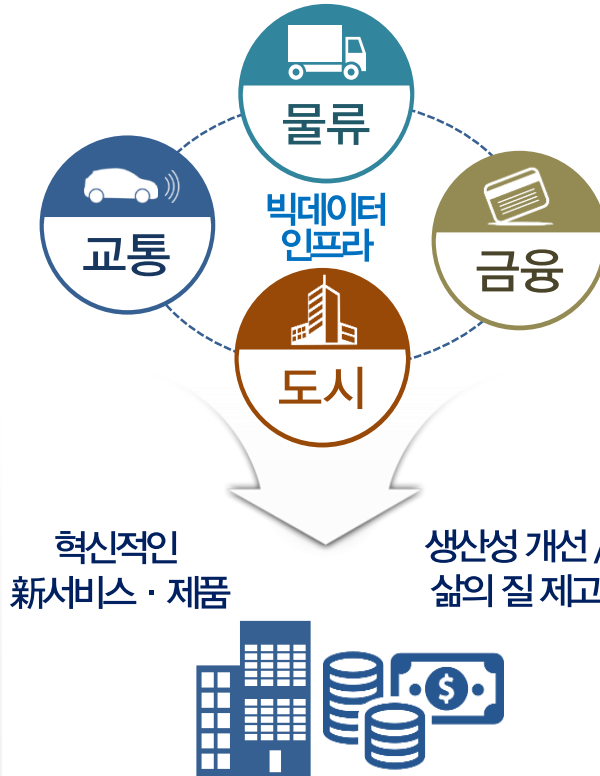 물류
교통
빅데이터
인프라
금융
도시
혁신적인
新서비스 · 제품
생산성 개선 /
삶의 질 제고
$